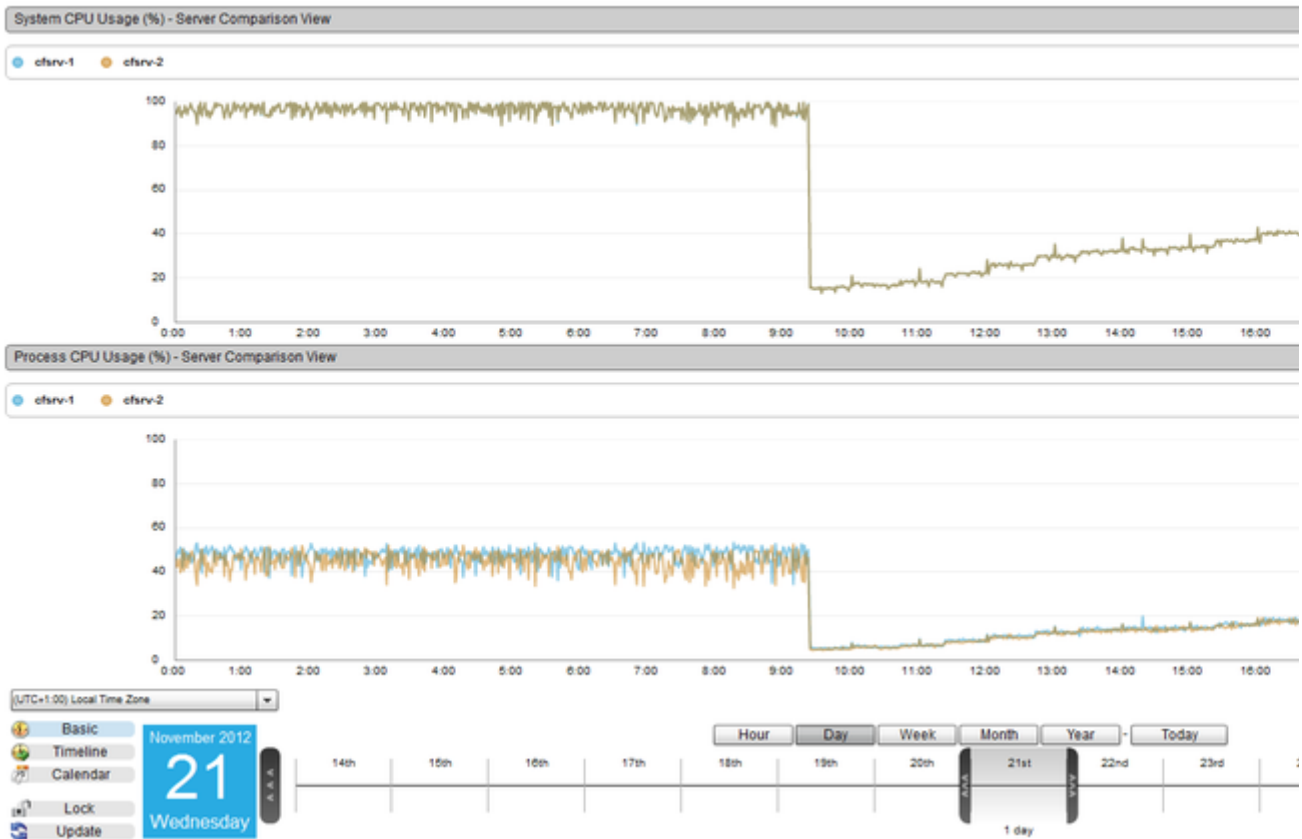 System CPU Usage (%) - Server Comparison View
cfsrv-1 cfsrv-2
100
80
60
40
20
0
0:00 1:00 2:00 3:00 4:00 5:00 6:00 7:00 8:00 9:00 10:00 11:00 12:00 13:00 14:00 15:00 16:00
Process CPU Usage (%) - Server Comparison View
cfsrv-1 cfsrv-2
100
80
60
40
20
0
0:00 1:00 2:00 3:00 4:00 5:00 6:00 7:00 8:00 9:00 10:00 11:00 12:00 13:00 14:00 15:00 16:00
(UTC+1:00) Local Time Zone
Basic
Timeline
Calendar
Lock
Update
November 2012
21
Wednesday
Hour Day Week Month Year - Today
14th 15th 16th 17th 18th 19th 20th 21st 22nd 23rd
1 day